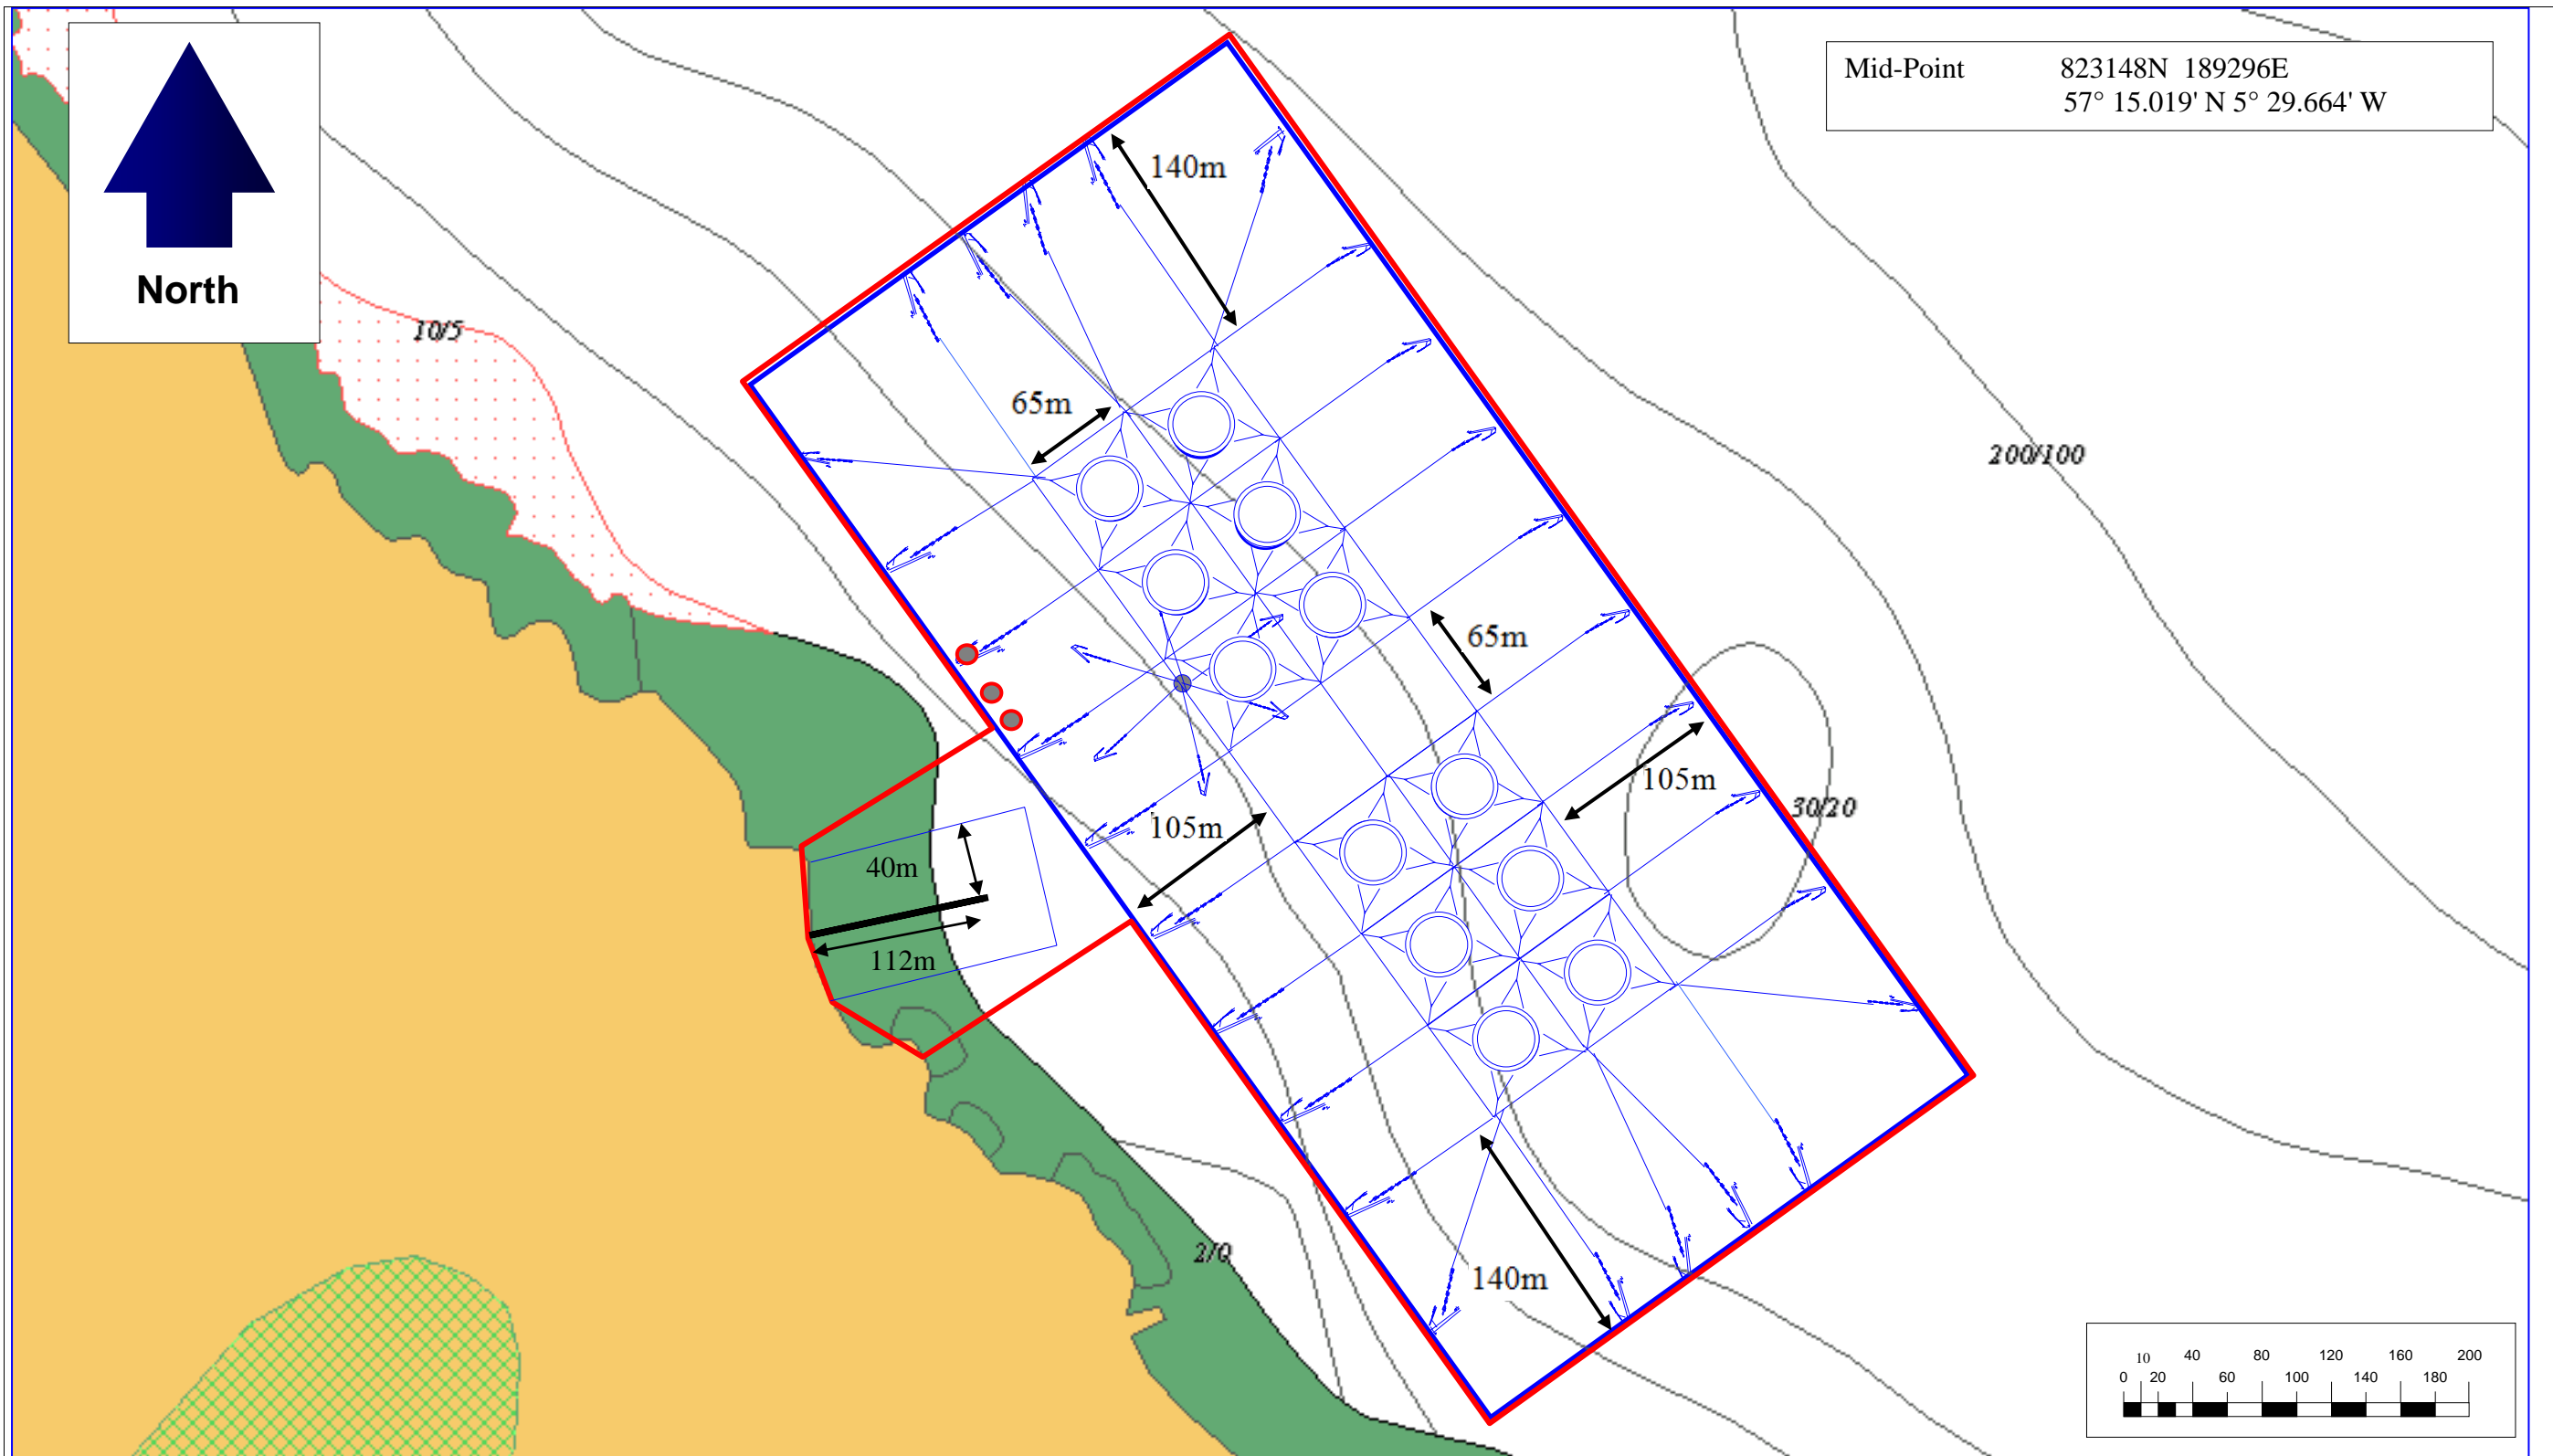 Mid-Point 823148N 189296E
57° 15.019' N 5° 29.664' W
North
140m
10/5
65m
200/100
65m
105m
30/20
105m
40m
112m
2/0
140m
10 40 80 120 160 200
0 20 60 100 140 180